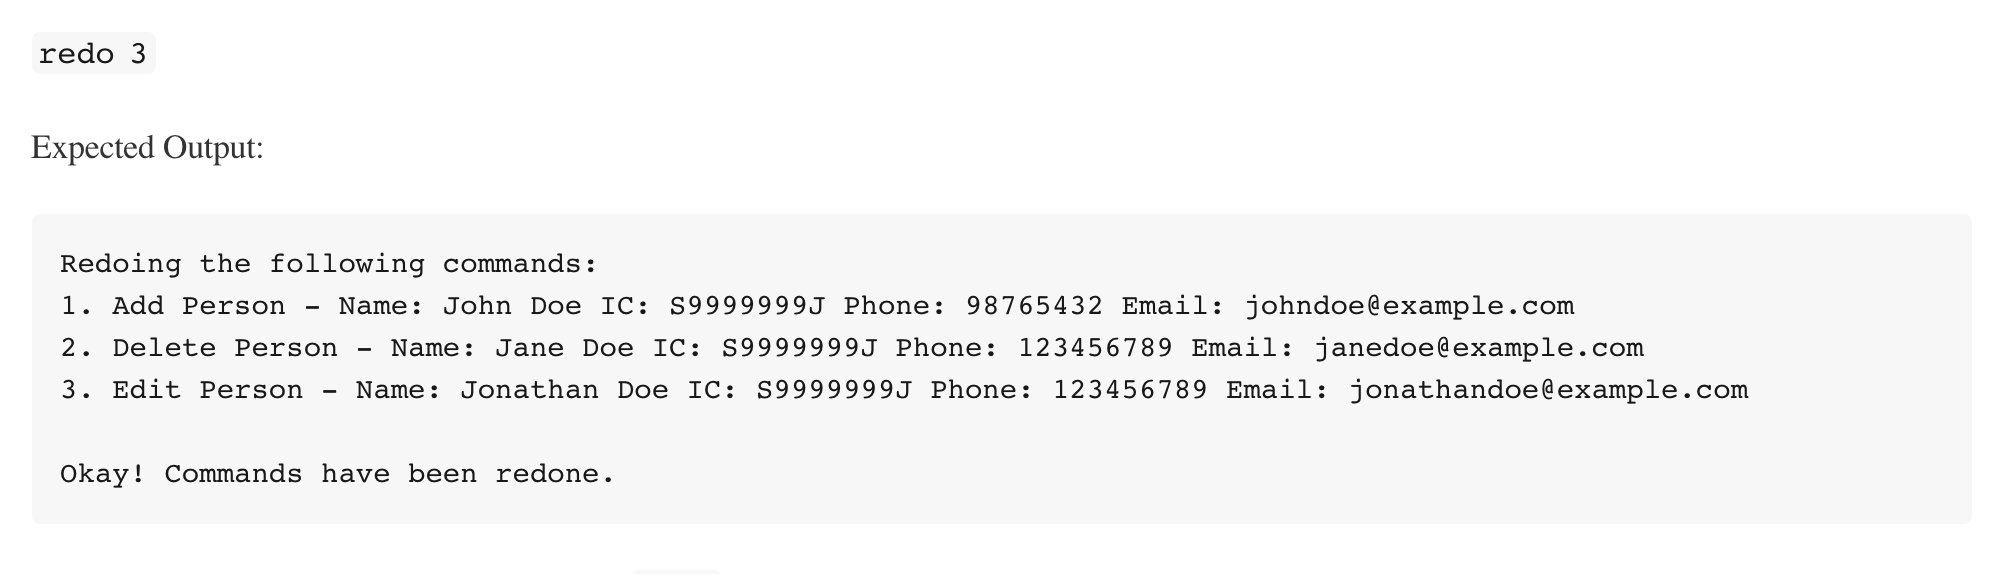 redo 3
Expected Output:
Redoing the following commands:
1. Add Person - Name: John Doe IC: S9999999J Phone: 98765432 Email: johndoe@example.com
2. Delete Person - Name: Jane Doe IC: S9999999J Phone: 123456789 Email: janedoe@example.com
3. Edit Person - Name: Jonathan Doe IC: S9999999J Phone: 123456789 Email: jonathandoe@example.com
Okay! Commands have been redone.